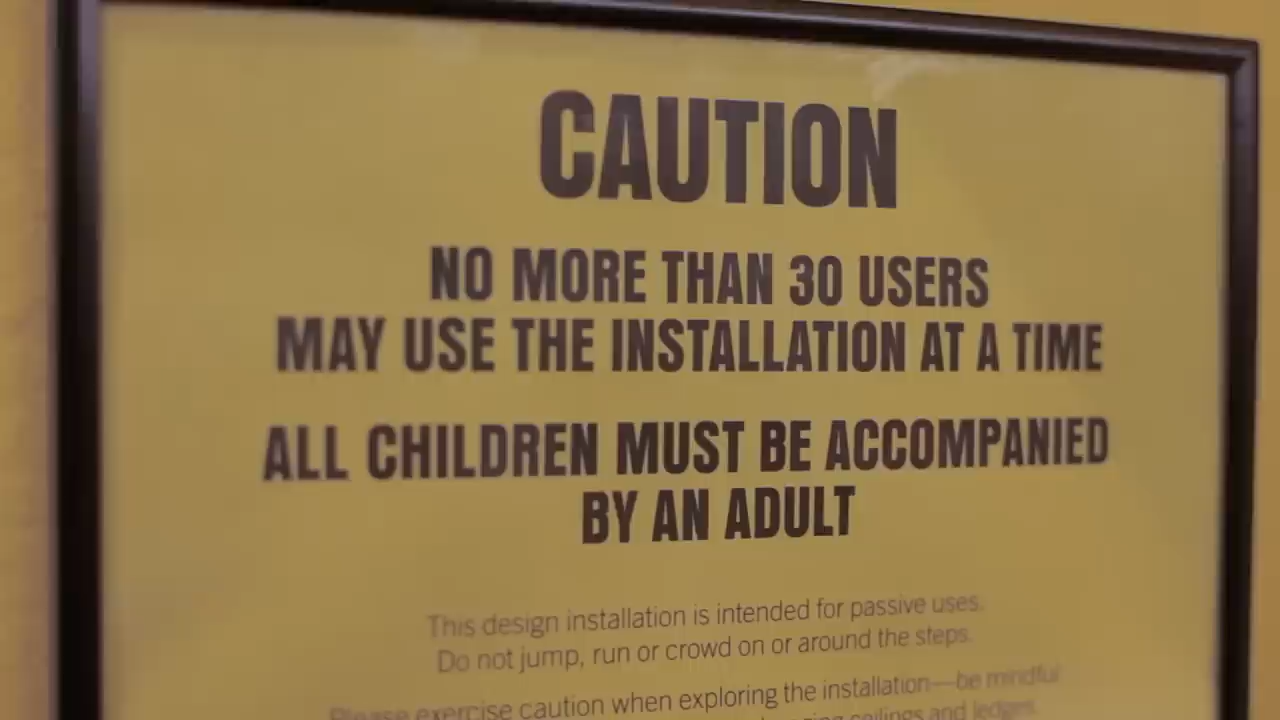 CAUTION
NO MORE THAN 30 USERS
MAY USE THE INSTALLATION AT A TIME
ALL CHILDREN MUST BE ACCOMPANIED
BY AN ADULT
This design installation is intended for passive uses.
Do not jump, run or crowd on or around the steps.
Please exercise caution when exploring the installation—be mindful
ceilings and ledges.